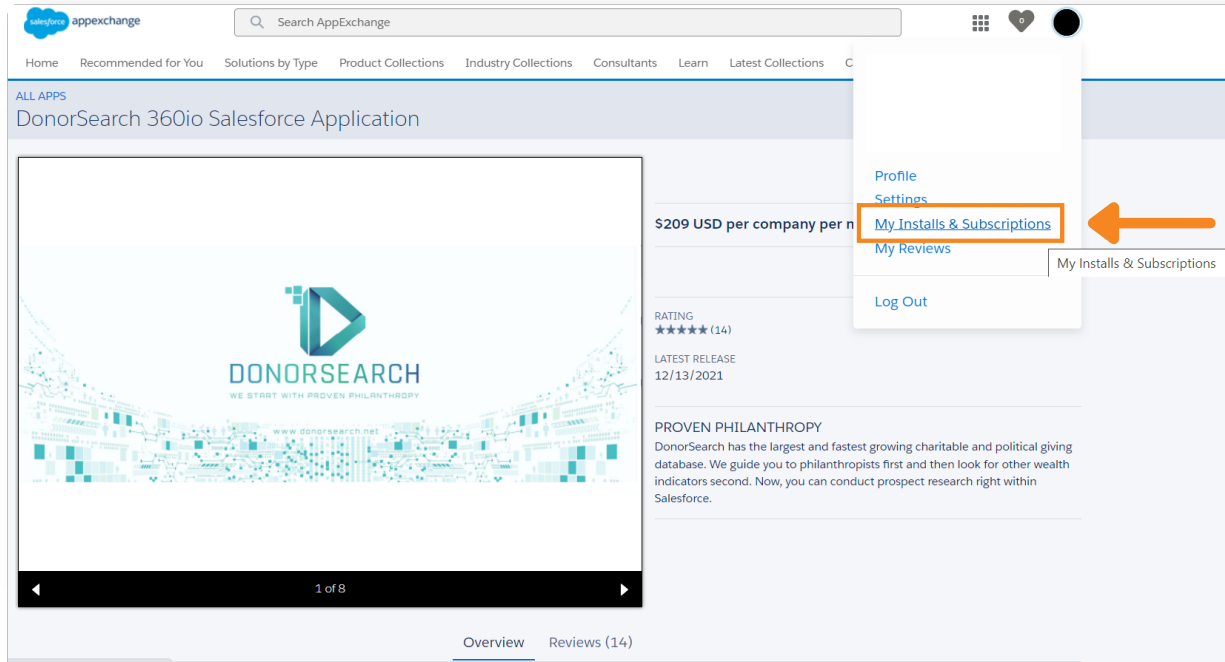 salesforce appexchange
Search AppExchange
0
Home Recommended for You Solutions by Type Product Collections Industry Collections Consultants Learn Latest Collections C
ALL APPS
DonorSearch 360io Salesforce Application
Profile
Settings
$209 USD per company per
My Installs & Subscriptions
My Reviews
My Installs & Subscriptions
Log Out
DONORSEARCH
WE START WITH PROVEN PHILANTHROPY
www.donorsearch.net
RATING
★★★★★ (14)
LATEST RELEASE
12/13/2021
PROVEN PHILANTHROPY
DonorSearch has the largest and fastest growing charitable and political giving
database. We guide you to philanthropists first and then look for other wealth
indicators second. Now, you can conduct prospect research right within
Salesforce.
1 of 8
Overview Reviews (14)